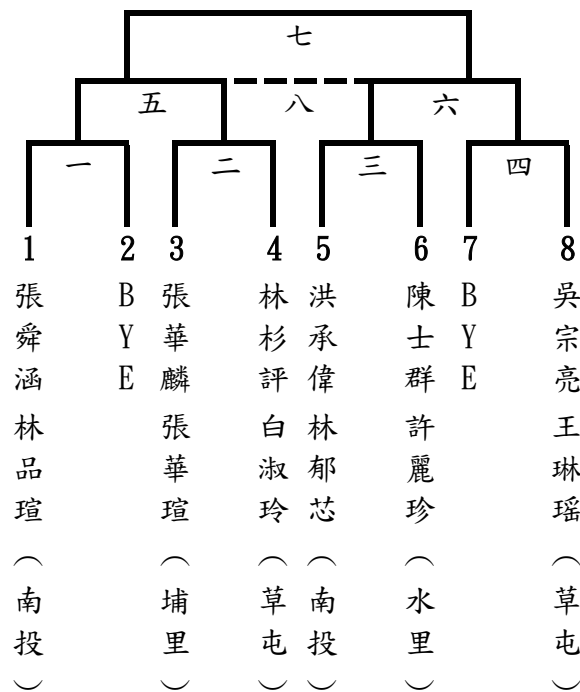 七
五 八 六
一 二 三 四
1 2 3 4 5 6 7 8
張舜涵 林品瑄（南投）
BYE
張華麟 張華瑄（埔里）
林杉評 白淑玲（草屯）
洪承偉 林郁芯（南投）
陳士群 許麗珍（水里）
BYE
吳宗亮 王琳瑤（草屯）